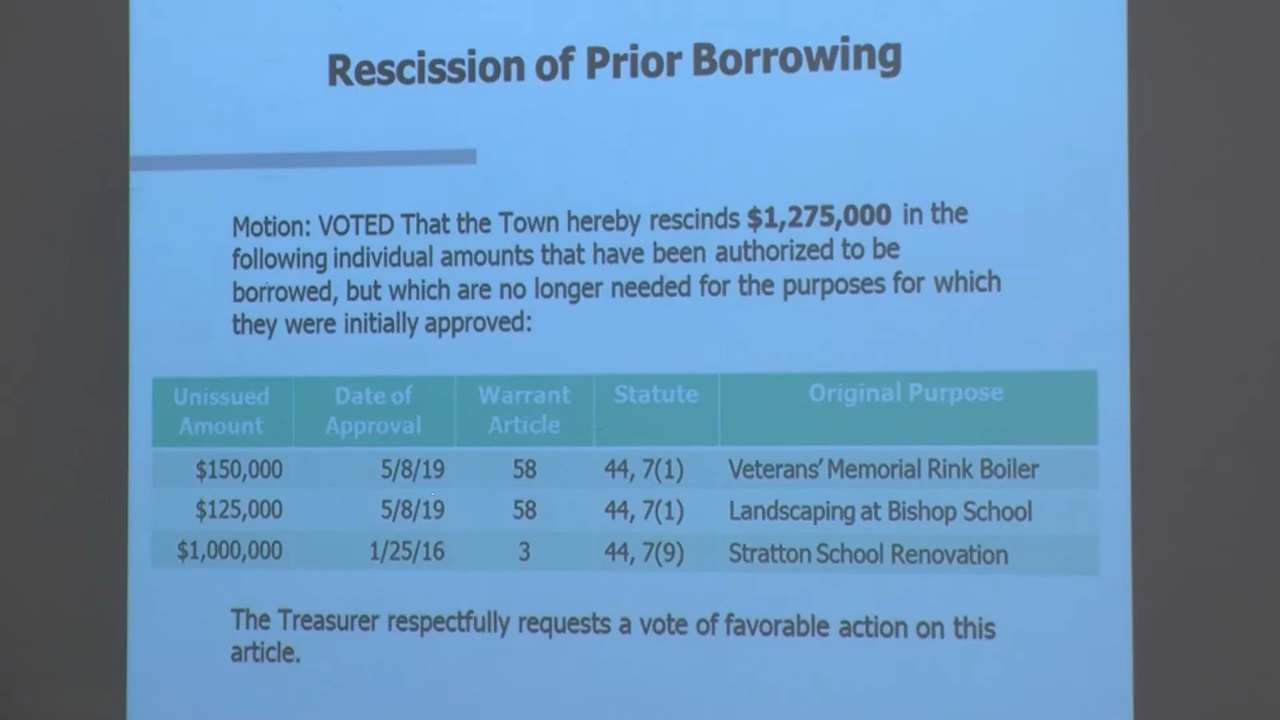 Rescission of Prior Borrowing
Motion: VOTED That the Town hereby rescinds $1,275,000 in the
following individual amounts that have been authorized to be
borrowed, but which are no longer needed for the purposes for which
they were initially approved:
Unissued Amount Date of Approval Warrant Article Statute Original Purpose
$150,000 5/8/19 58 44, 7(1) Veterans' Memorial Rink Boiler
$125,000 5/8/19 58 44, 7(1) Landscaping at Bishop School
$1,000,000 1/25/16 3 44, 7(9) Stratton School Renovation
The Treasurer respectfully requests a vote of favorable action on this
article.